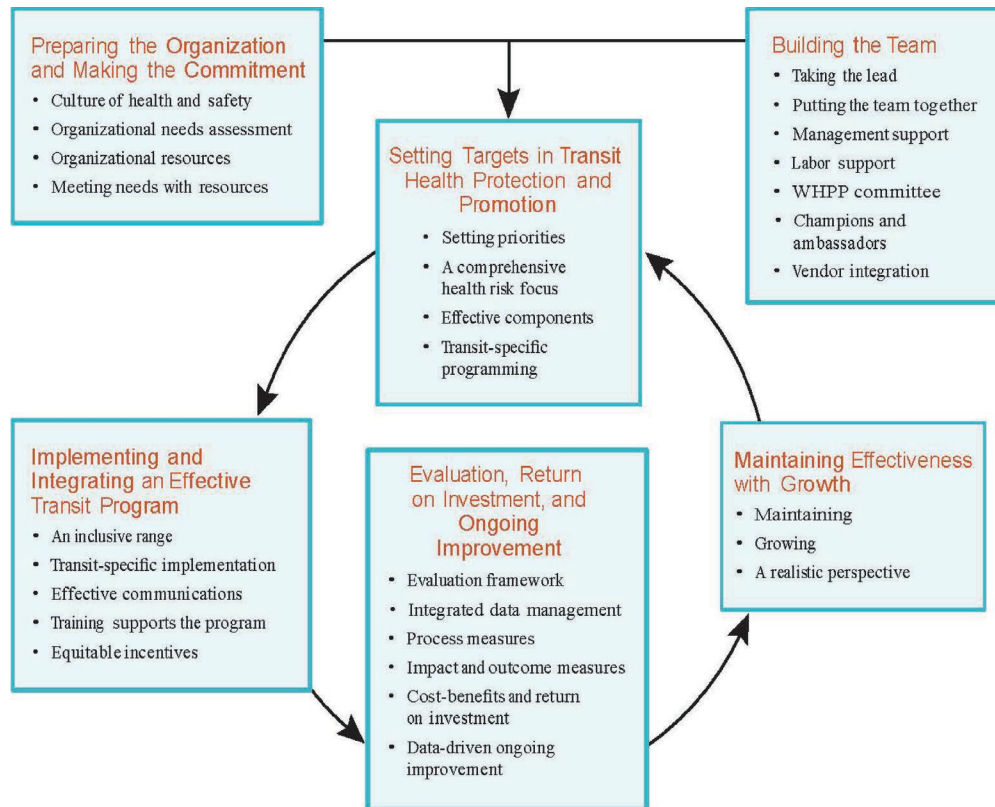 Preparing the Organization
and Making the Commitment
• Culture of health and safety
• Organizational needs assessment
• Organizational resources
• Meeting needs with resources
Building the Team
• Taking the lead
• Putting the team together
• Management support
• Labor support
• WHPP committee
• Champions and
ambassadors
• Vendor integration
Setting Targets in Transit
Health Protection and
Promotion
• Setting priorities
• A comprehensive
health risk focus
• Effective components
• Transit-specific
programming
Implementing and
Integrating an Effective
Transit Program
• An inclusive range
• Transit-specific implementation
• Effective communications
• Training supports the program
• Equitable incentives
Evaluation, Return
on Investment, and
Ongoing
Improvement
• Evaluation framework
• Integrated data management
• Process measures
• Impact and outcome measures
• Cost-benefits and return
on investment
• Data-driven ongoing
improvement
Maintaining Effectiveness
with Growth
• Maintaining
• Growing
• A realistic perspective